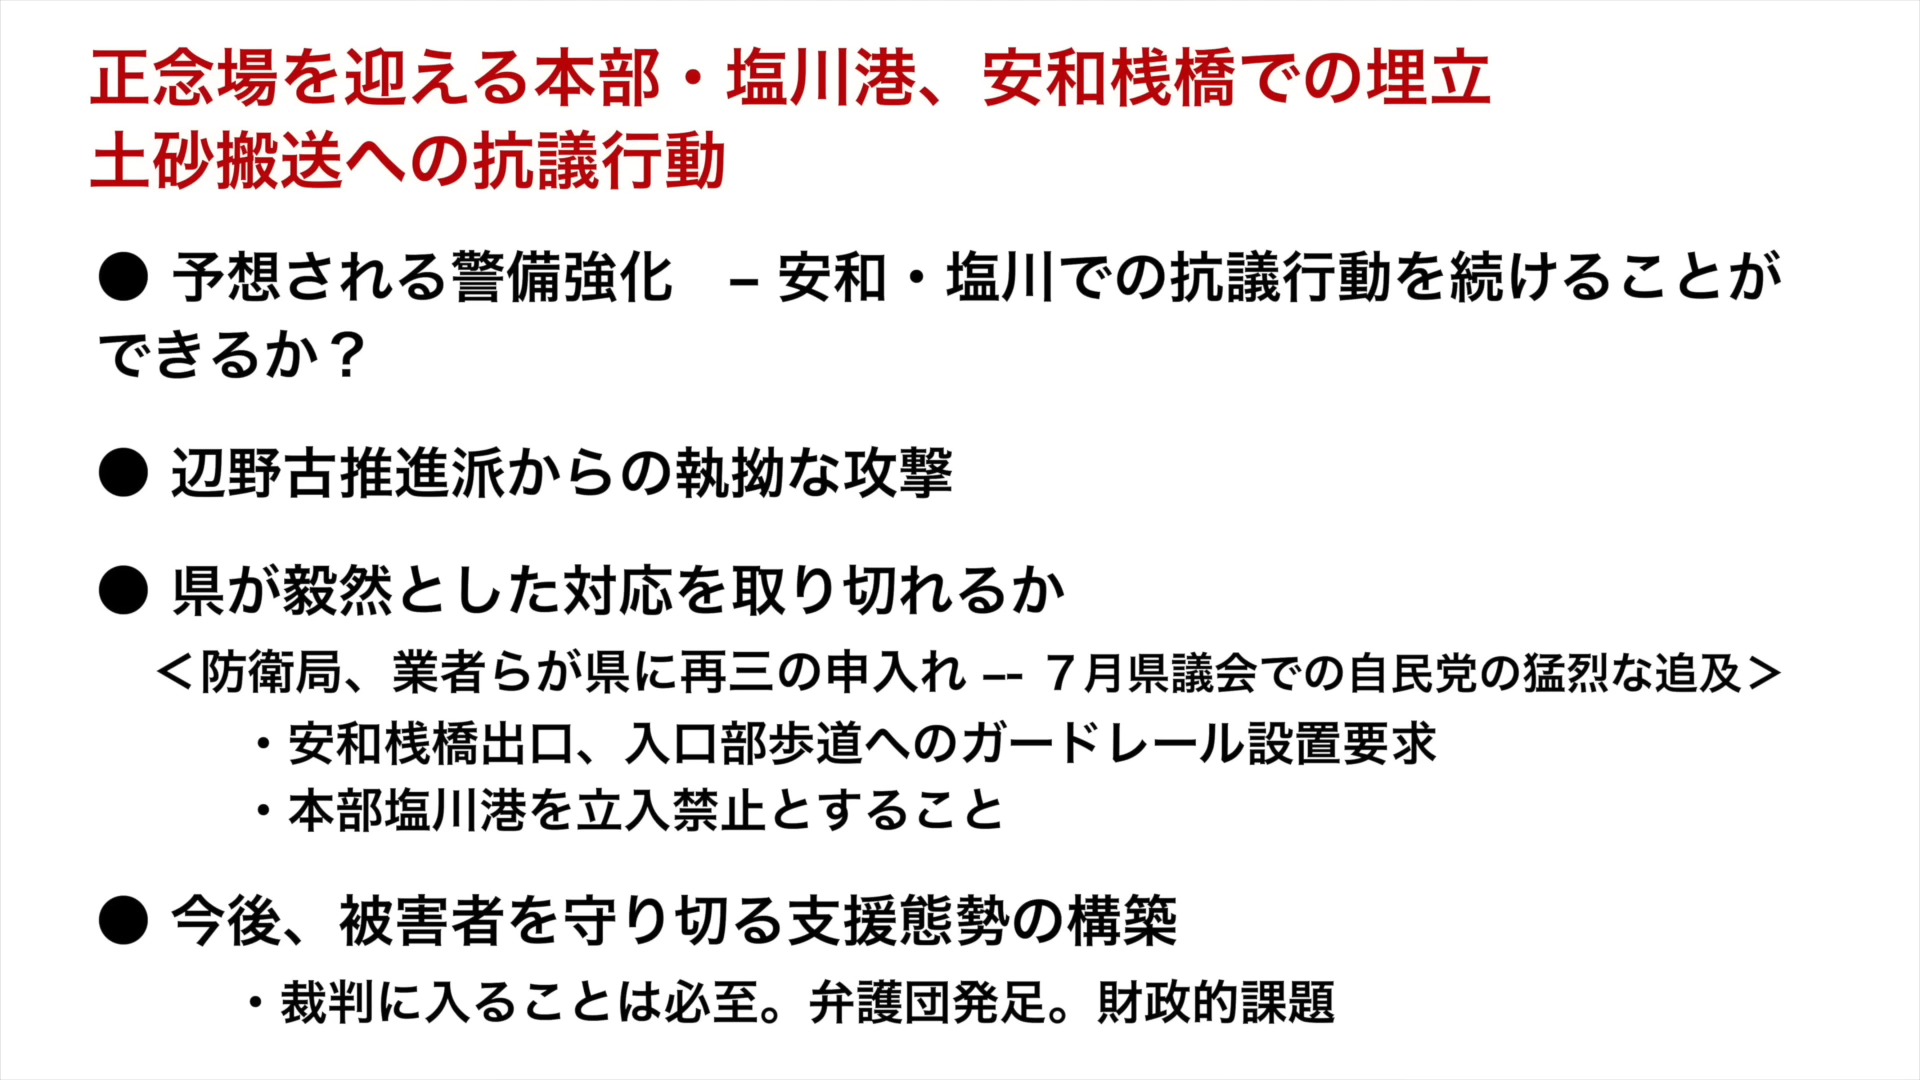 正念場を迎える本部・塩川港、安和桟橋での埋立
土砂搬送への抗議行動
● 予想される警備強化　– 安和・塩川での抗議行動を続けることが
できるか？
● 辺野古推進派からの執拗な攻撃
● 県が毅然とした対応を取り切れるか
＜防衛局、業者らが県に再三の申入れ –- ７月県議会での自民党の猛烈な追及＞
・安和桟橋出口、入口部歩道へのガードレール設置要求
・本部塩川港を立入禁止とすること
● 今後、被害者を守り切る支援態勢の構築
・裁判に入ることは必至。弁護団発足。財政的課題